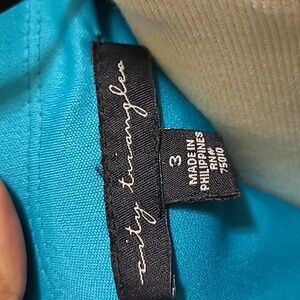 city triangles
3
MADE IN
PHILIPPINES
RN#
75010